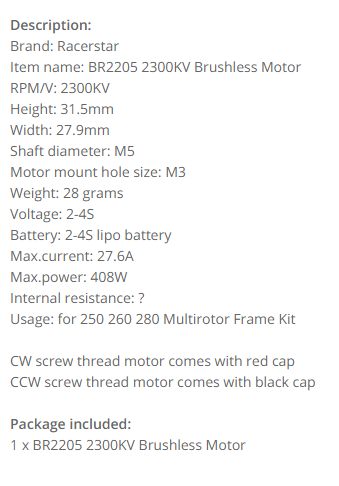 Description:
Brand: Racerstar
Item name: BR2205 2300KV Brushless Motor
RPM/V: 2300KV
Height: 31.5mm
Width: 27.9mm
Shaft diameter: M5
Motor mount hole size: M3
Weight: 28 grams
Voltage: 2-4S
Battery: 2-4S lipo battery
Max.current: 27.6A
Max.power: 408W
Internal resistance: ?
Usage: for 250 260 280 Multirotor Frame Kit
CW screw thread motor comes with red cap
CCW screw thread motor comes with black cap
Package included:
1 x BR2205 2300KV Brushless Motor